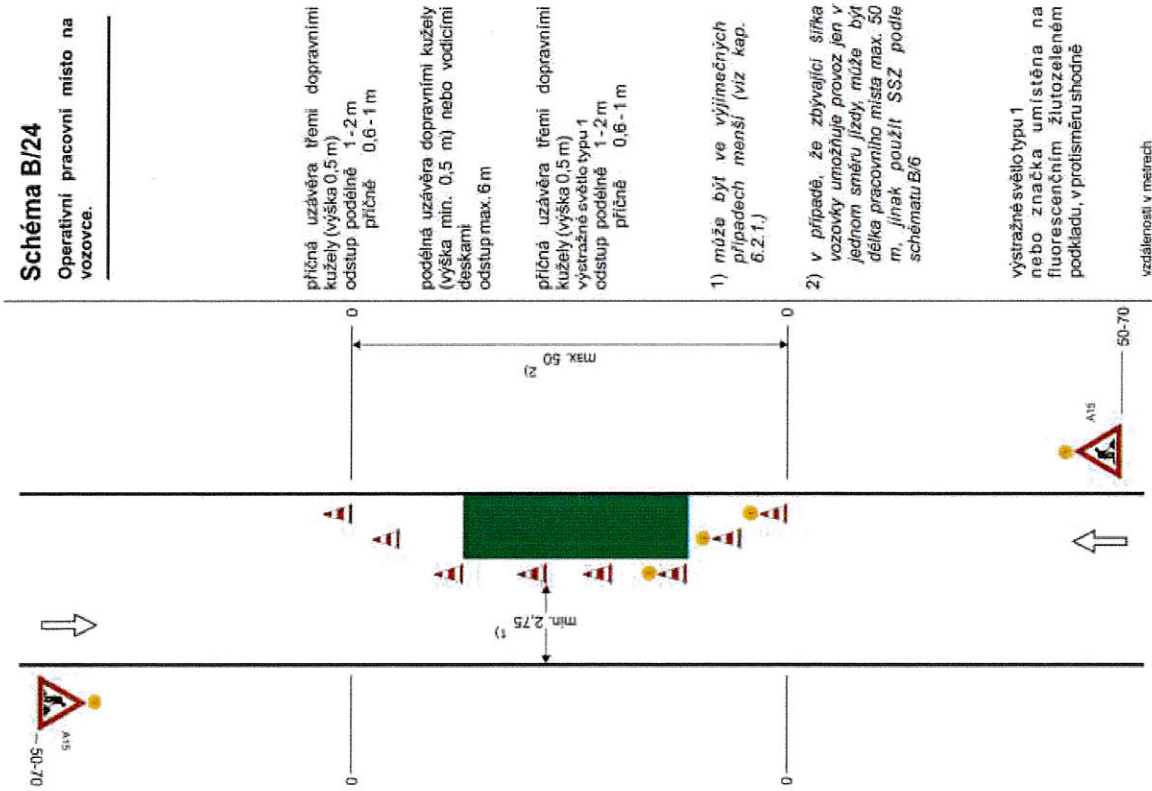 Schéma B/24
Operativní pracovní místo na
vozovce.
příčná uzávěra třemi dopravními
kužely (výška 0,5 m)
odstup podélně 1 - 2 m
příčně 0,6 - 1 m
podélná uzávěra dopravními kužely
(výška min. 0,5 m) nebo vodicími
deskami
odstup max. 6 m
příčná uzávěra třemi dopravními
kužely (výška 0,5 m)
výstražné světlo typu 1
odstup podélně 1 - 2 m
příčně 0,6 - 1 m
1) může být ve výjimečných
případech menší (viz kap.
6.2.1.)
2) v případě, že zbývající šířka
vozovky umožňuje provoz jen v
jednom směru jízdy, může být
délka pracovního místa max. 50
m, jinak použít SSZ podle
schématu B/6
výstražné světlo typu 1
nebo značka umístěna na
fluorescenčním žlutozeleném
podkladu, v protisměru shodně
vzdálenosti v metrech
50-70
A15
0
0
max. 50 2)
min. 2,75 1)
0
0
A15
50-70